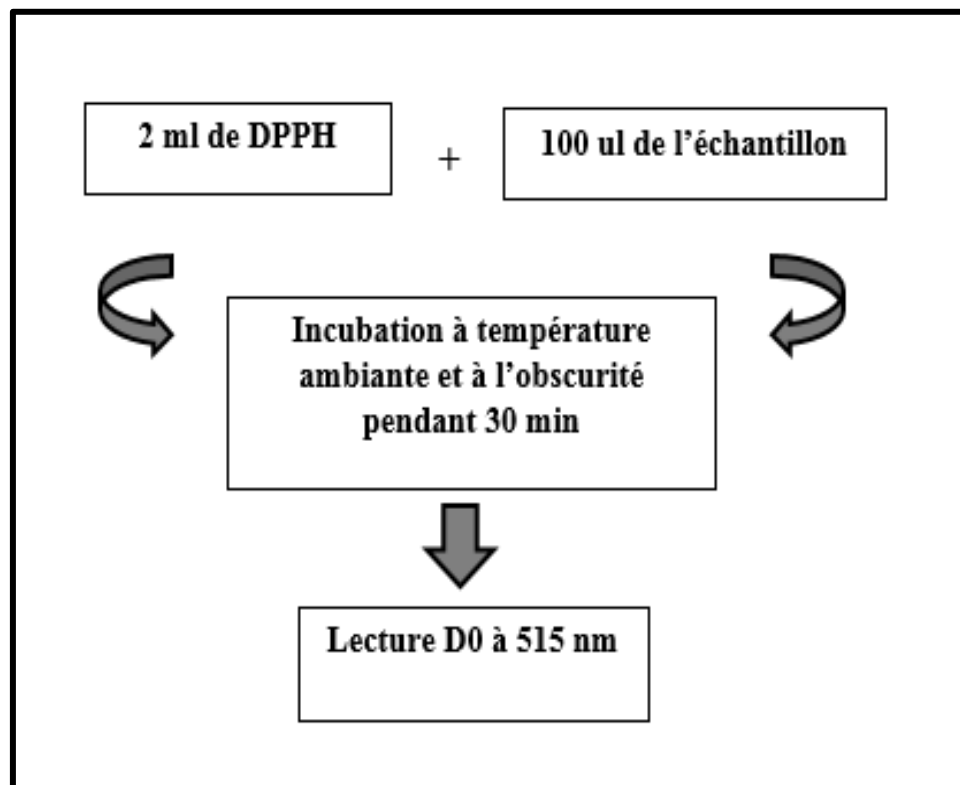 2 ml de DPPH
+
100 ul de l’échantillon
Incubation à température
ambiante et à l’obscurité
pendant 30 min
Lecture D0 à 515 nm